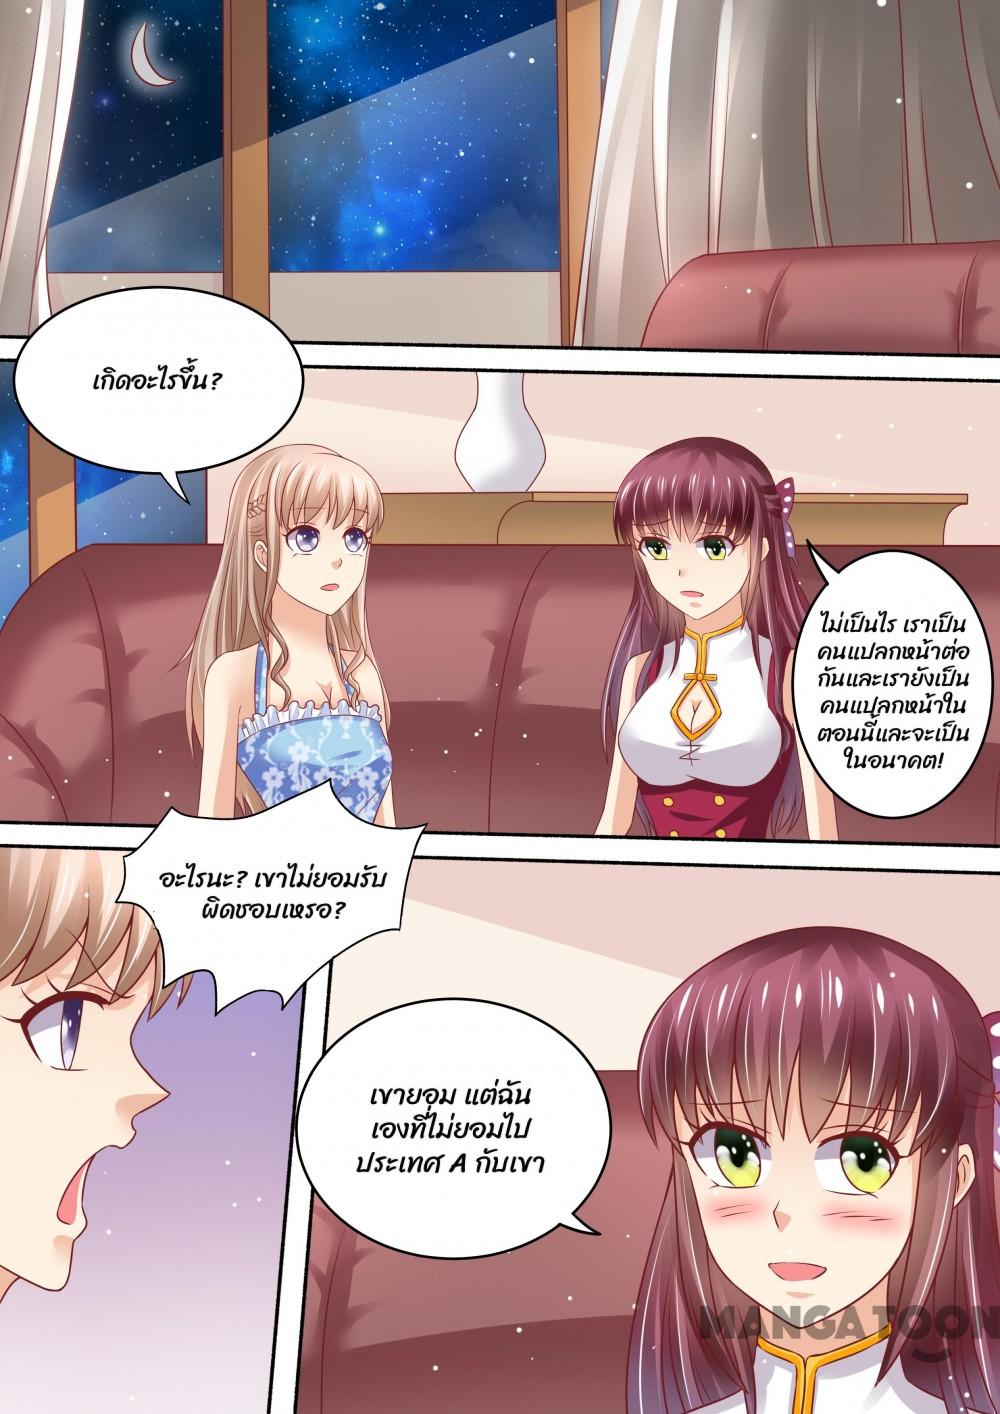 เกิดอะไรขึ้น?
ไม่เป็นไร เราเป็น
คนแปลกหน้าต่อ
กันและเรายังเป็น
คนแปลกหน้าใน
ตอนนี้และจะเป็น
ในอนาคต!
อะไรนะ? เขาไม่ยอมรับ
ผิดชอบเหรอ?
เขายอม แต่ฉัน
เองที่ไม่ยอมไป
ประเทศ A กับเขา
MANGATOON